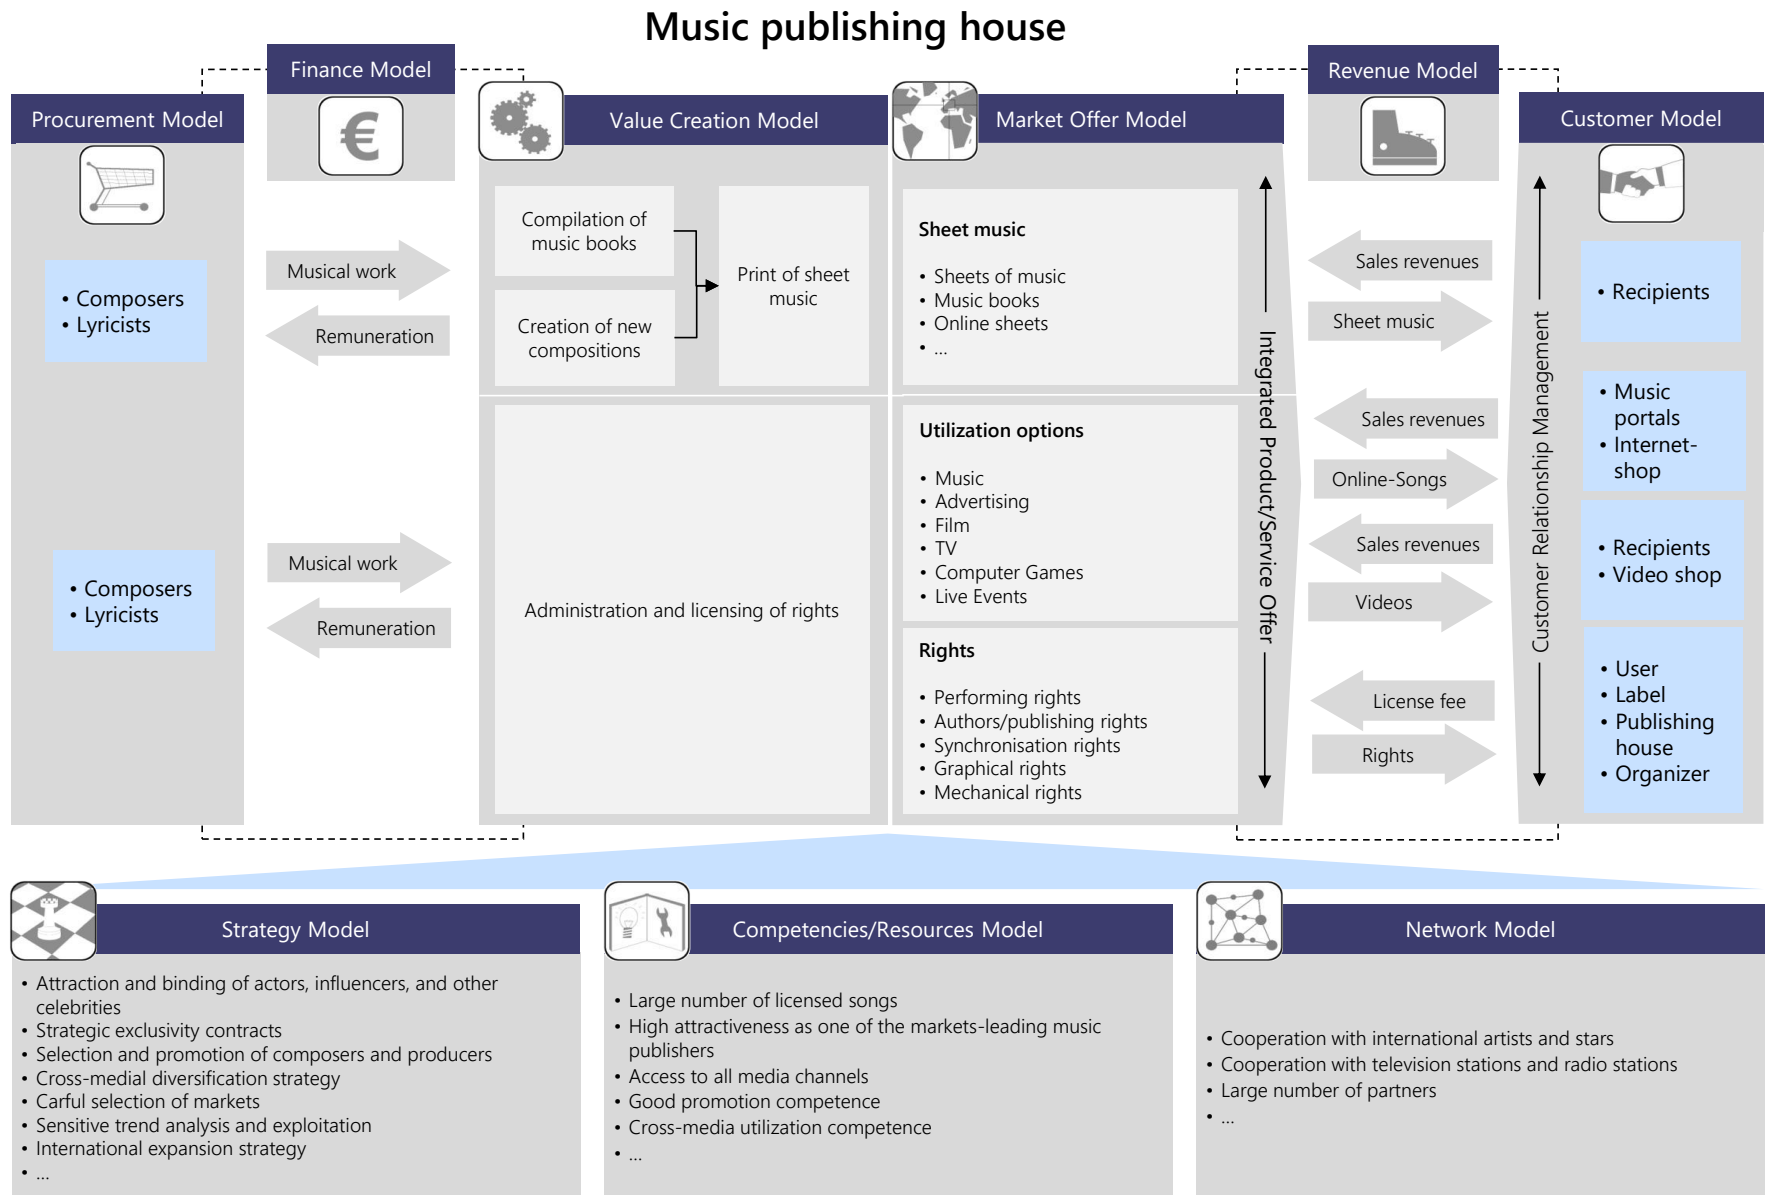 Music publishing house
Finance Model
Revenue Model
Procurement Model
Value Creation Model
Market Offer Model
Customer Model
€
• Composers
• Lyricists
Musical work
Remuneration
• Composers
• Lyricists
Musical work
Remuneration
Compilation of
music books
Creation of new
compositions
Print of sheet
music
Administration and licensing of rights
Sheet music
• Sheets of music
• Music books
• Online sheets
• ...
Utilization options
• Music
• Advertising
• Film
• TV
• Computer Games
• Live Events
Rights
• Performing rights
• Authors/publishing rights
• Synchronisation rights
• Graphical rights
• Mechanical rights
Integrated Product/Service Offer
Sales revenues
Sheet music
Sales revenues
Online-Songs
Sales revenues
Videos
License fee
Rights
Customer Relationship Management
• Recipients
• Music
portals
• Internet-
shop
• Recipients
• Video shop
• User
• Label
• Publishing
house
• Organizer
Strategy Model
• Attraction and binding of actors, influencers, and other
celebrities
• Strategic exclusivity contracts
• Selection and promotion of composers and producers
• Cross-medial diversification strategy
• Carful selection of markets
• Sensitive trend analysis and exploitation
• International expansion strategy
• ...
Competencies/Resources Model
• Large number of licensed songs
• High attractiveness as one of the markets-leading music
publishers
• Access to all media channels
• Good promotion competence
• Cross-media utilization competence
• ...
Network Model
• Cooperation with international artists and stars
• Cooperation with television stations and radio stations
• Large number of partners
• ...